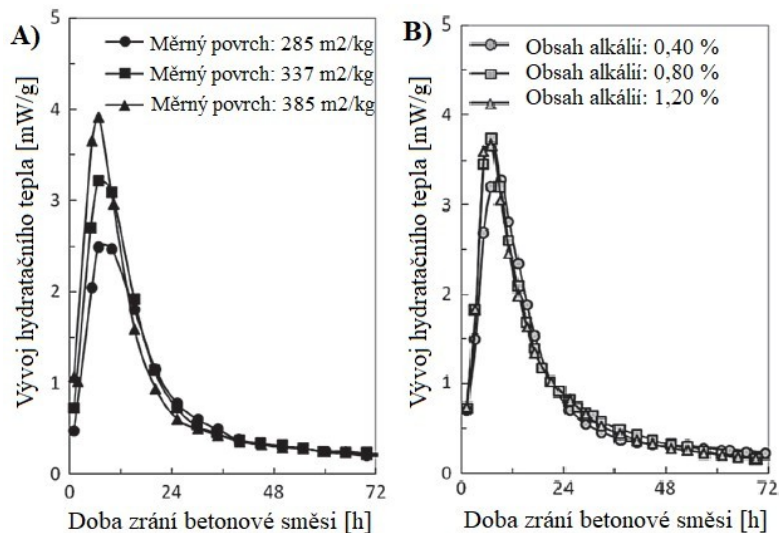 A)
Měrný povrch: 285 m2/kg
Měrný povrch: 337 m2/kg
Měrný povrch: 385 m2/kg
Vývoj hydratačního tepla [mW/g]
5
4
3
2
1
0
0 24 48 72
Doba zrání betonové směsi [h]
B)
Obsah alkálií: 0,40 %
Obsah alkálií: 0,80 %
Obsah alkálií: 1,20 %
Vývoj hydratačního tepla [mW/g]
5
4
3
2
1
0
0 24 48 72
Doba zrání betonové směsi [h]